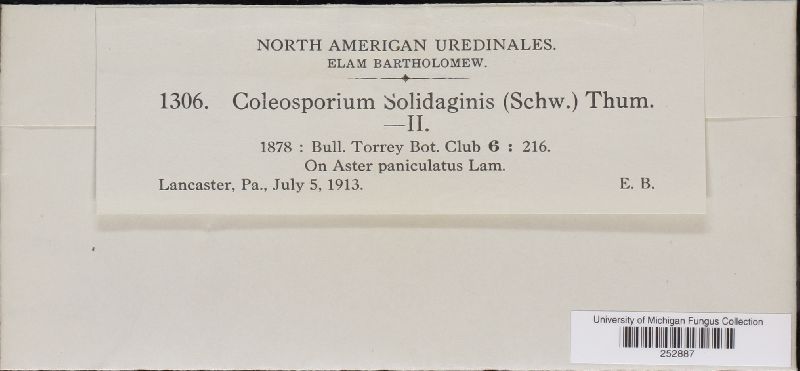 NORTH AMERICAN UREDINALES.
ELAM BARTHOLOMEW.
1306. Coleosporium Solidaginis (Schw.) Thum.
—II.
1878 : Bull. Torrey Bot. Club 6 : 216.
On Aster paniculatus Lam.
Lancaster, Pa., July 5, 1913. E. B.
University of Michigan Fungus Collection
252887